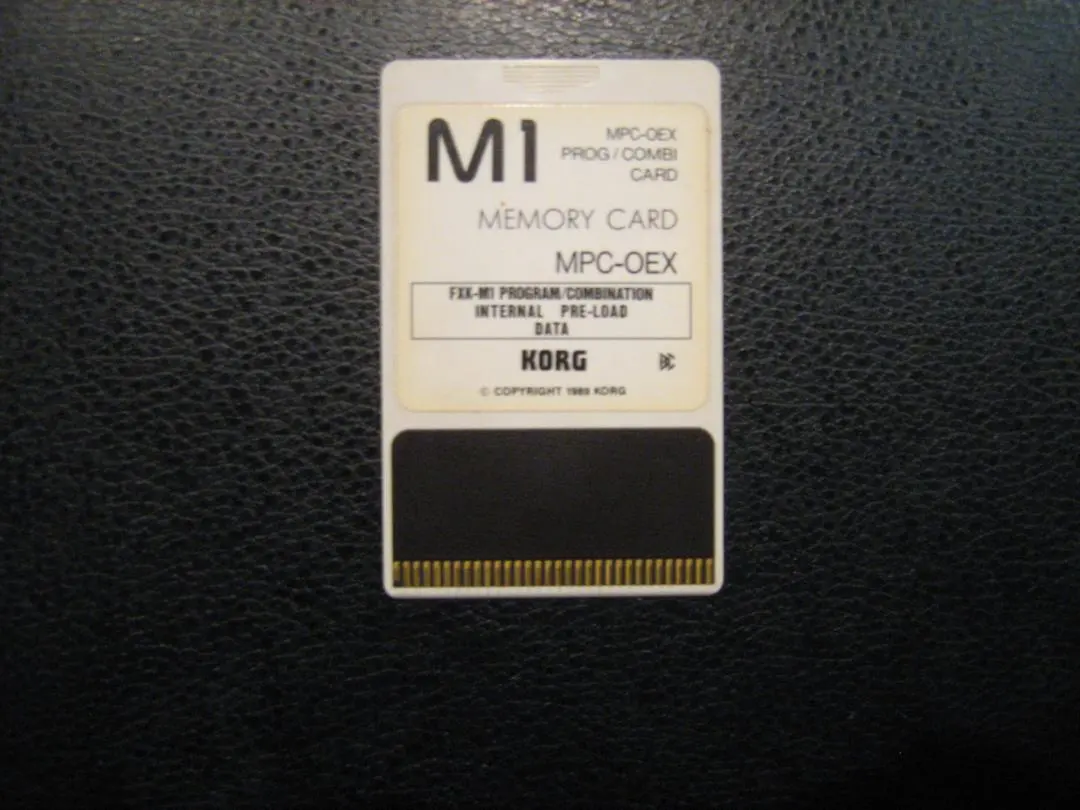 M1
MPC-OEX
PROG/COMBI
CARD
MEMORY CARD
MPC-OEX
FXK-M1 PROGRAM/COMBINATION
INTERNAL PRE-LOAD
DATA
KORG
© COPYRIGHT 1989 KORG